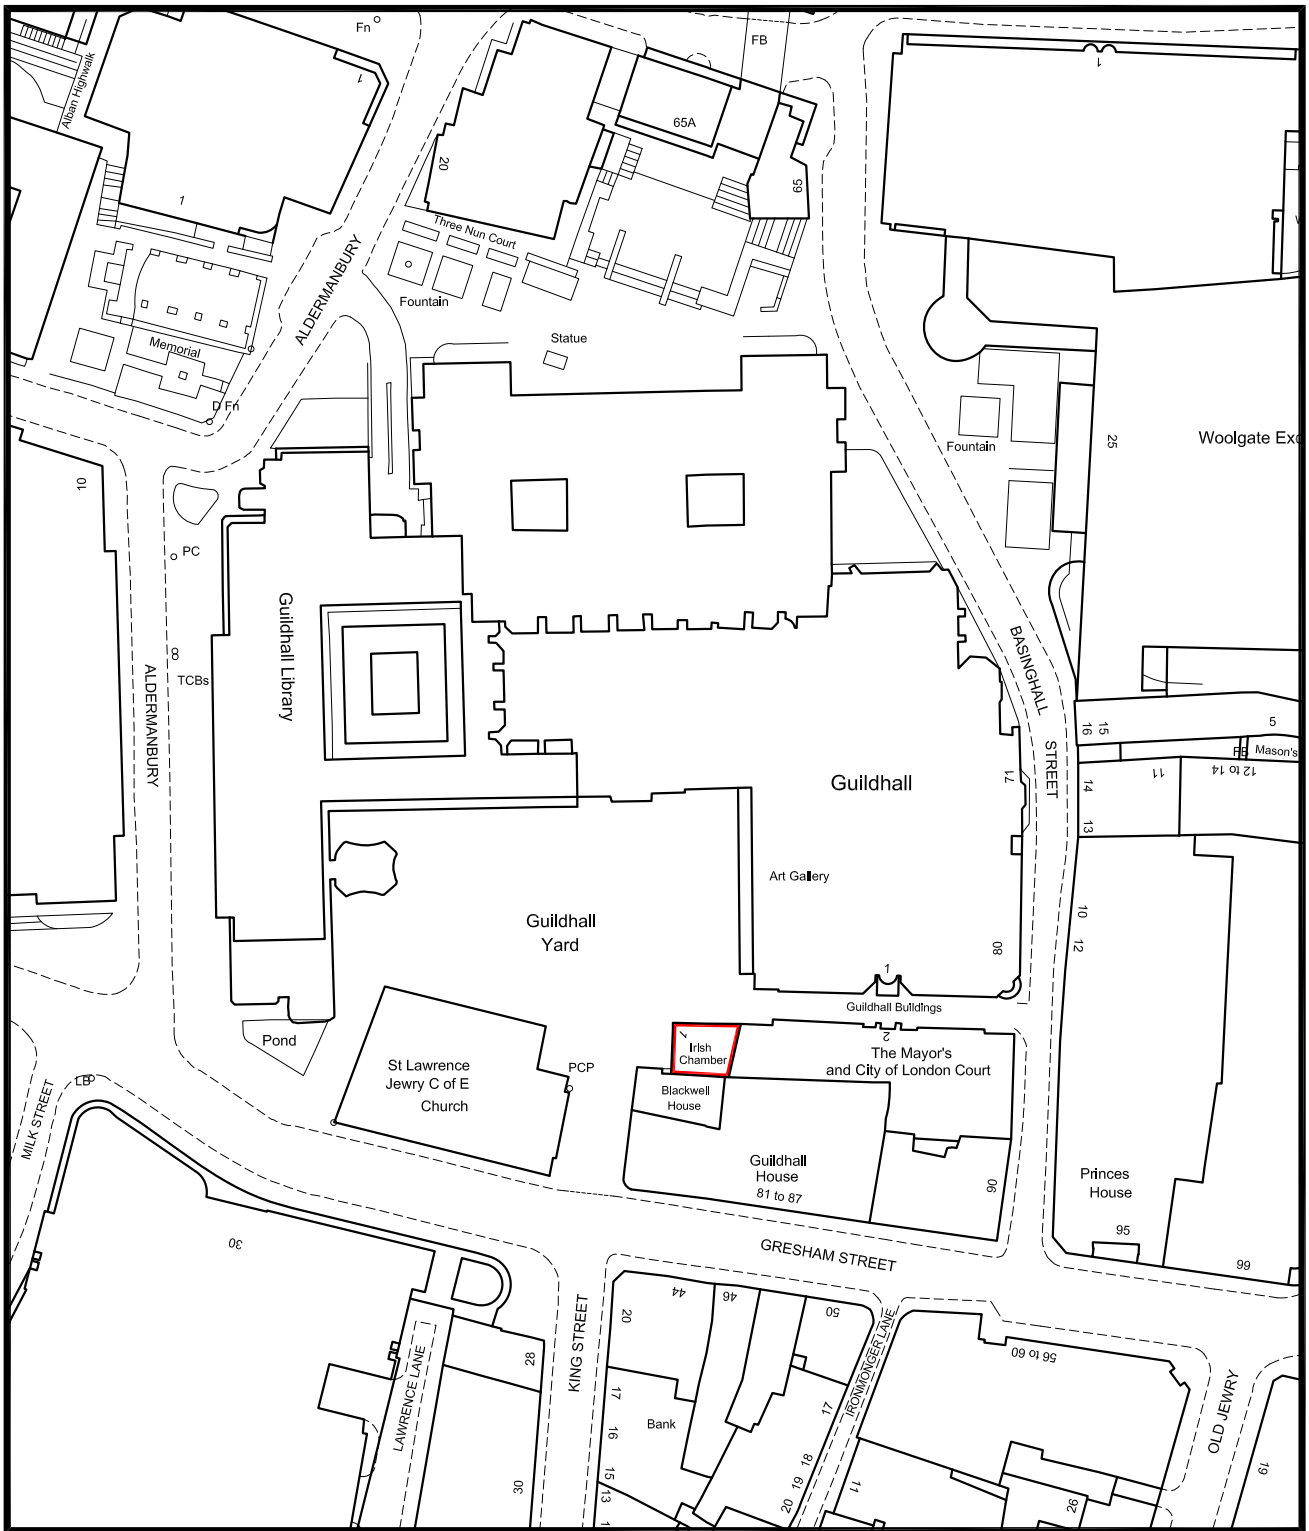 Fn
FB
Alban Highwalk
1
1
1
65A
20
65
Three Nun Court
ALDERMANBURY
Fountain
Memorial
Statue
D Fn
Fountain
25
10
PC
Guildhall Library
TCBs
ALDERMANBURY
BASINGHALL
STREET
16
15
5
FB
Mason's
71
14
13
11
12 to 14
Guildhall
Art Gallery
Guildhall
Yard
10
12
80
1
Guildhall Buildings
Pond
1
Irish
Chamber
2
The Mayor's
and City of London Court
St Lawrence
Jewry C of E
Church
PCP
Blackwell
House
LB
MILK STREET
Guildhall
House
81 to 87
90
Princes
House
95
99
30
GRESHAM STREET
KING STREET
20
44
46
50
IRONMONGER LANE
56 to 60
OLD JEWRY
LAWRENCE LANE
28
30
17
16
15
13
Bank
17
18
19
20
11
26
19